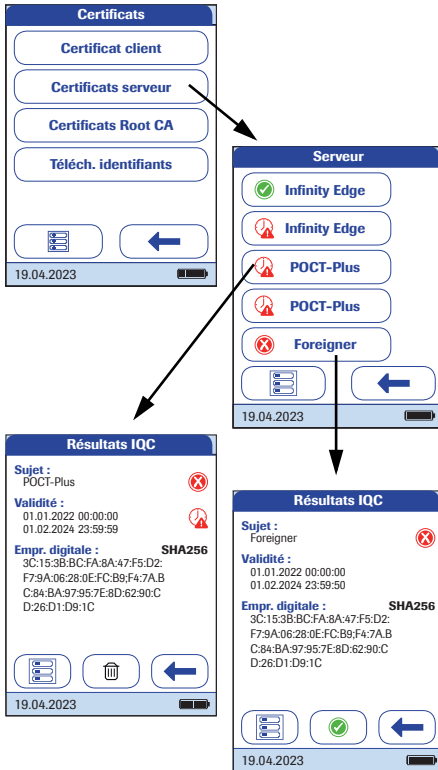 Certificats
Certificat client
Certificats serveur
Certificats Root CA
Téléch. identifiants
19.04.2023
Serveur
Infinity Edge
Infinity Edge
POCT-Plus
POCT-Plus
Foreigner
19.04.2023
Résultats IQC
Sujet :
POCT-Plus
Validité :
01.01.2022 00:00:00
01.02.2024 23:59:59
Empr. digitale : SHA256
3C:15:3B:BC:FA:8A:47:F5:D2:
F7:9A:06:28:0E:FC:B9;F4:7A.B
C:84:BA:97:95:7E:8D:62:90:C
D:26:D1:D9:1C
19.04.2023
Résultats IQC
Sujet :
Foreigner
Validité :
01.01.2022 00:00:00
01.02.2024 23:59:50
Empr. digitale : SHA256
3C:15:3B:BC:FA:8A:47:F5:D2:
F7:9A:06:28:0E:FC:B9;F4:7A.B
C:84:BA:97:95:7E:8D:62:90:C
D:26:D1:D9:1C
19.04.2023